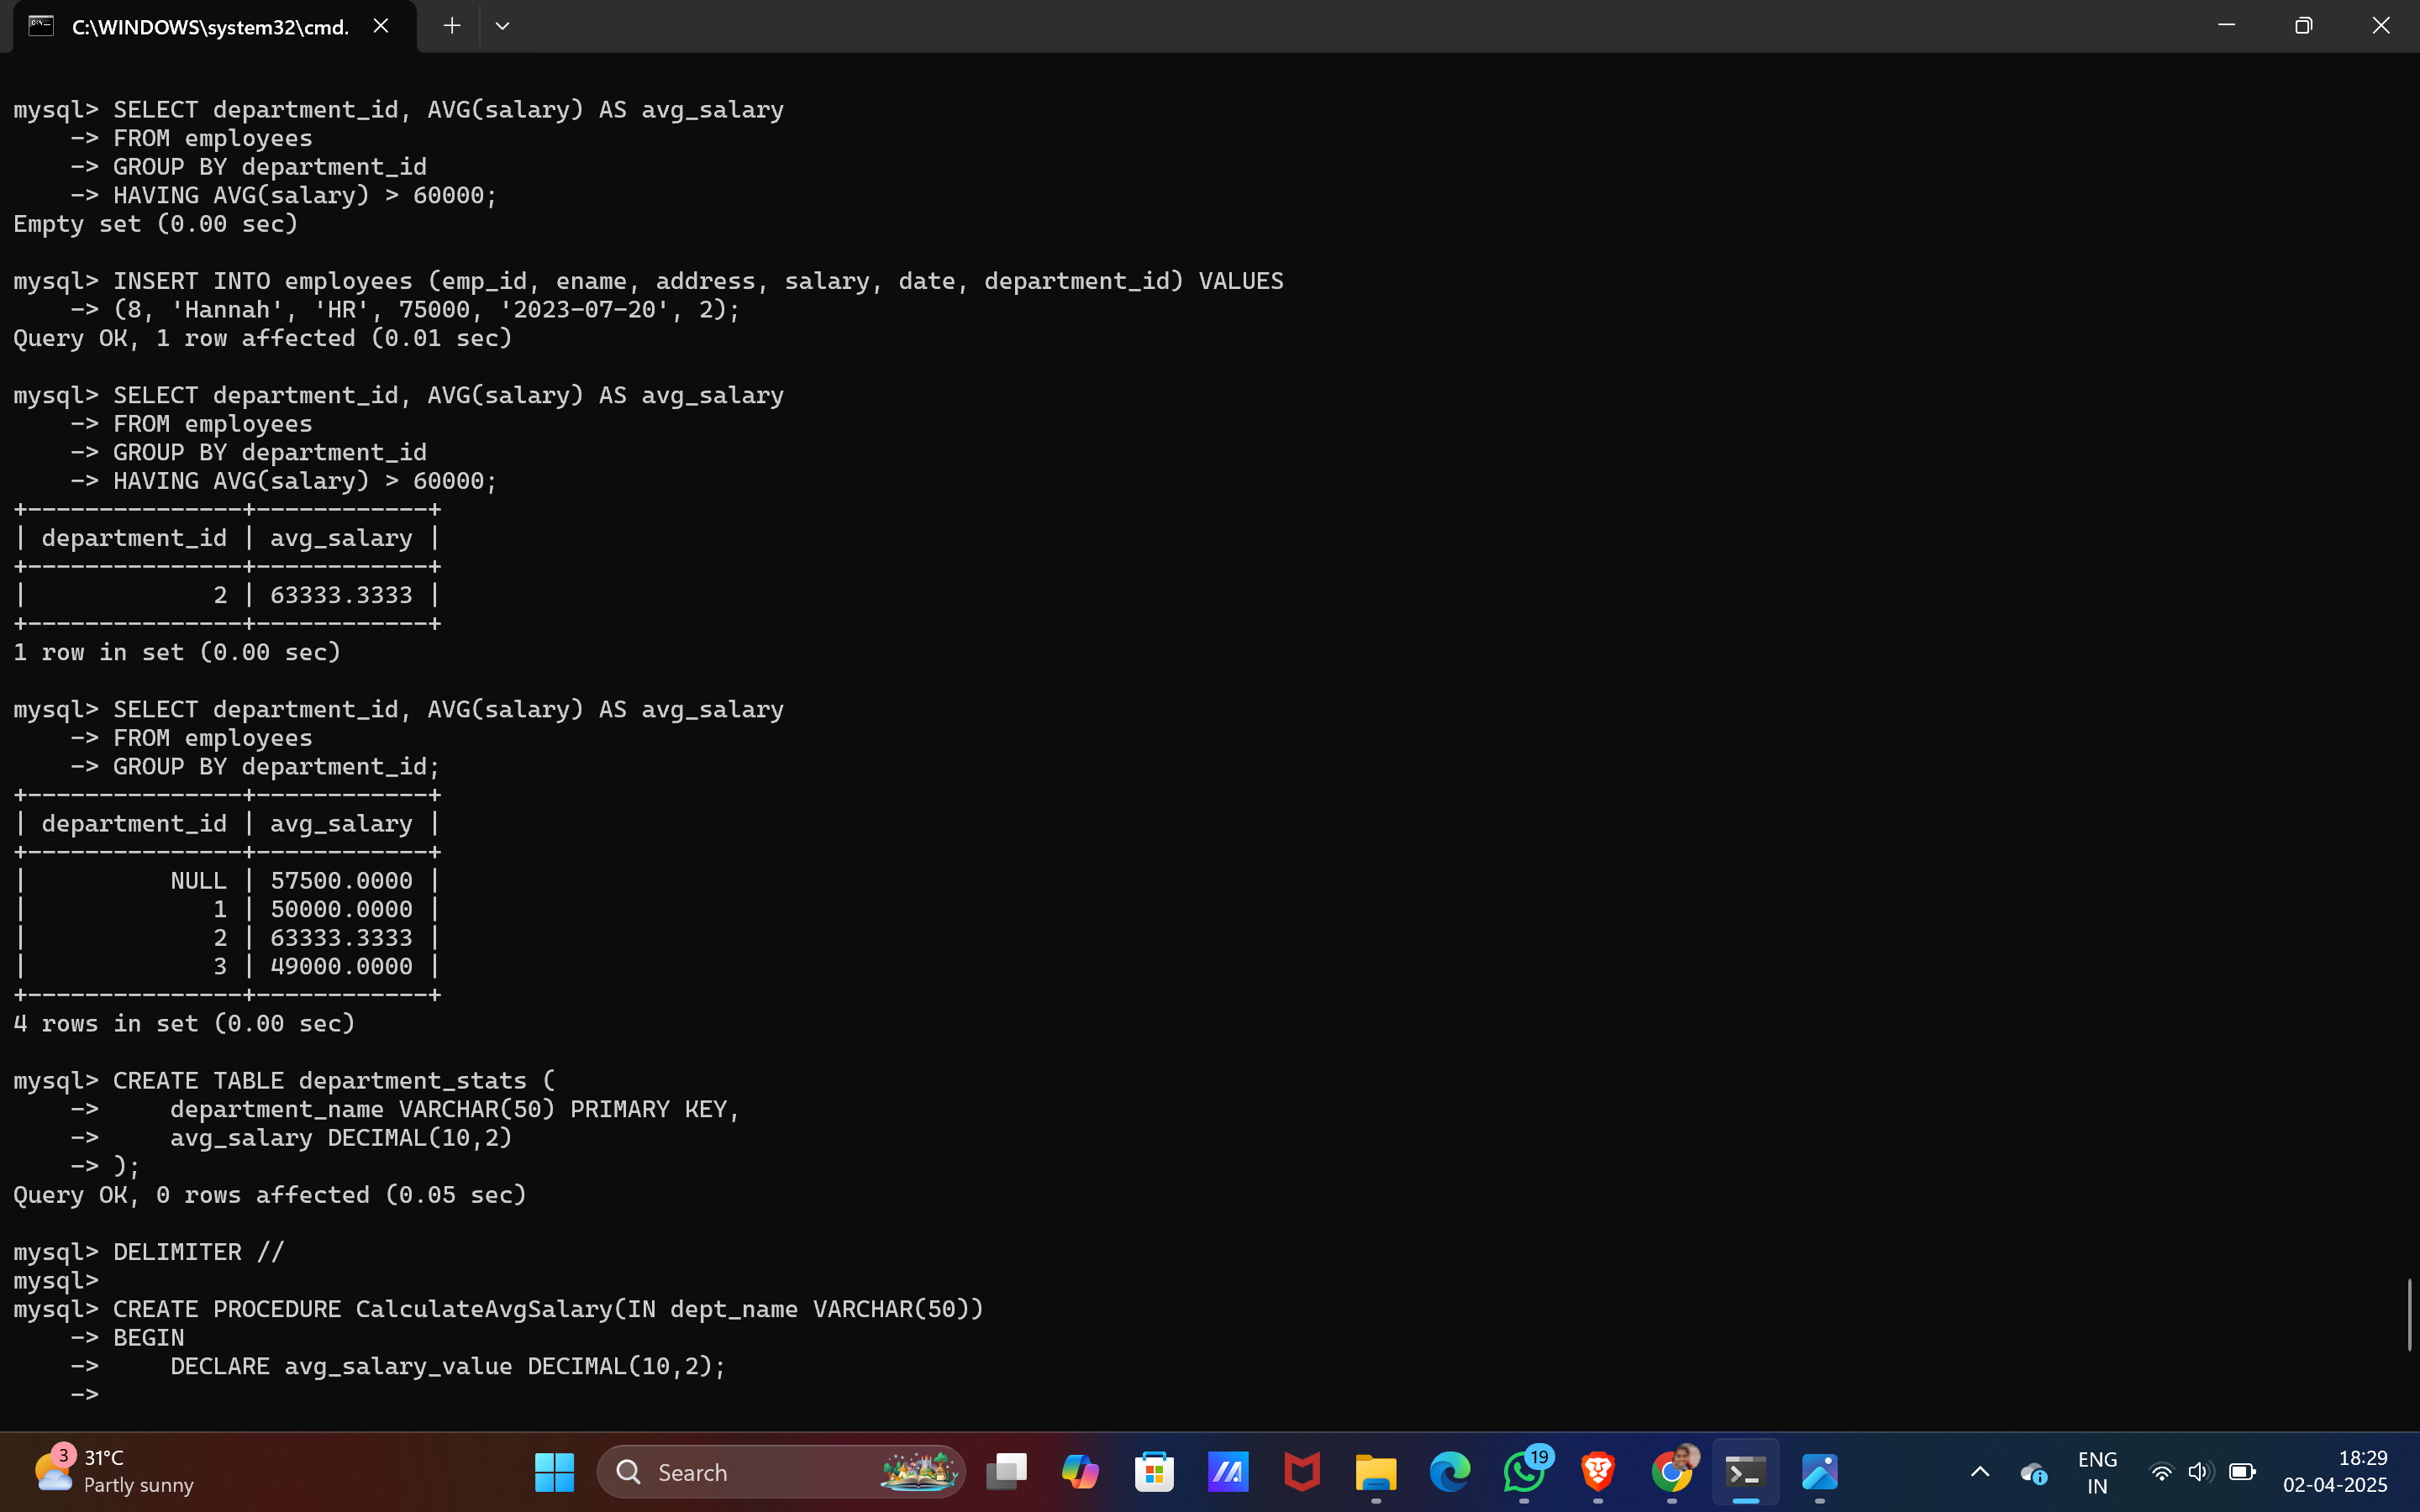 C:\WINDOWS\system32\cmd.
mysql> SELECT department_id, AVG(salary) AS avg_salary
    -> FROM employees
    -> GROUP BY department_id
    -> HAVING AVG(salary) > 60000;
Empty set (0.00 sec)
mysql> INSERT INTO employees (emp_id, ename, address, salary, date, department_id) VALUES
    -> (8, 'Hannah', 'HR', 75000, '2023-07-20', 2);
Query OK, 1 row affected (0.01 sec)
mysql> SELECT department_id, AVG(salary) AS avg_salary
    -> FROM employees
    -> GROUP BY department_id
    -> HAVING AVG(salary) > 60000;
+---------------+------------+
| department_id | avg_salary |
+---------------+------------+
|             2 | 63333.3333 |
+---------------+------------+
1 row in set (0.00 sec)
mysql> SELECT department_id, AVG(salary) AS avg_salary
    -> FROM employees
    -> GROUP BY department_id;
+---------------+------------+
| department_id | avg_salary |
+---------------+------------+
|          NULL | 57500.0000 |
|             1 | 50000.0000 |
|             2 | 63333.3333 |
|             3 | 49000.0000 |
+---------------+------------+
4 rows in set (0.00 sec)
mysql> CREATE TABLE department_stats (
    ->     department_name VARCHAR(50) PRIMARY KEY,
    ->     avg_salary DECIMAL(10,2)
    -> );
Query OK, 0 rows affected (0.05 sec)
mysql> DELIMITER //
mysql>
mysql> CREATE PROCEDURE CalculateAvgSalary(IN dept_name VARCHAR(50))
    -> BEGIN
    ->     DECLARE avg_salary_value DECIMAL(10,2);
    ->
3
31°C
Partly sunny
Search
19
ENG
IN
18:29
02-04-2025